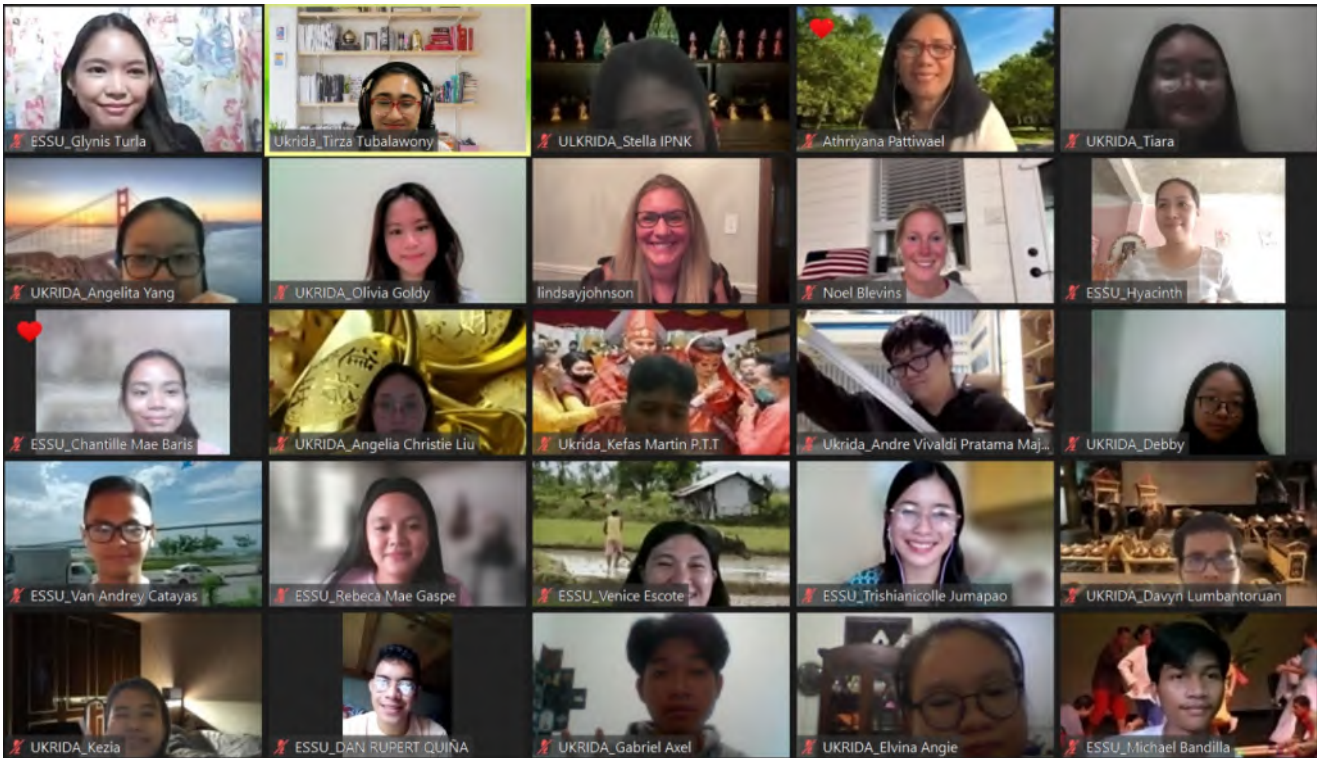 ESSU_Glynis Turla
Ukrida_Tirza Tubalawony
ULKRIDA_Stella IPNK
Athriyana Pattiwael
UKRIDA_Tiara
UKRIDA_Angelita Yang
UKRIDA_Olivia Goldy
lindsayjohnson
Noel Blevins
ESSU_Hyacinth
ESSU_Chantille Mae Baris
UKRIDA_Angelia Christie Liu
Ukrida_Kefas Martin P.T.T
Ukrida_Andre Vivaldi Pratama Maj...
UKRIDA_Debby
ESSU_Van Andrey Catayas
ESSU_Rebeca Mae Gaspe
ESSU_Venice Escote
ESSU_Trishianicolle Jumapao
UKRIDA_Davyn Lumbantoruan
UKRIDA_Kezia
ESSU_DAN RUPERT QUIÑA
UKRIDA_Gabriel Axel
UKRIDA_Elvina Angie
ESSU_Michael Bandilla